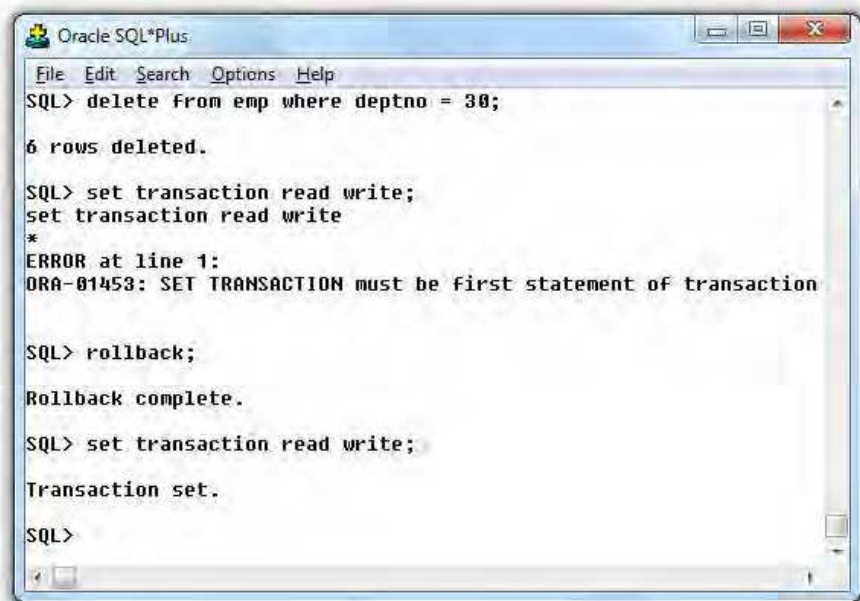 Oracle SQL*Plus
File Edit Search Options Help
SQL> delete from emp where deptno = 30;
6 rows deleted.
SQL> set transaction read write;
set transaction read write
*
ERROR at line 1:
ORA-01453: SET TRANSACTION must be first statement of transaction
SQL> rollback;
Rollback complete.
SQL> set transaction read write;
Transaction set.
SQL>